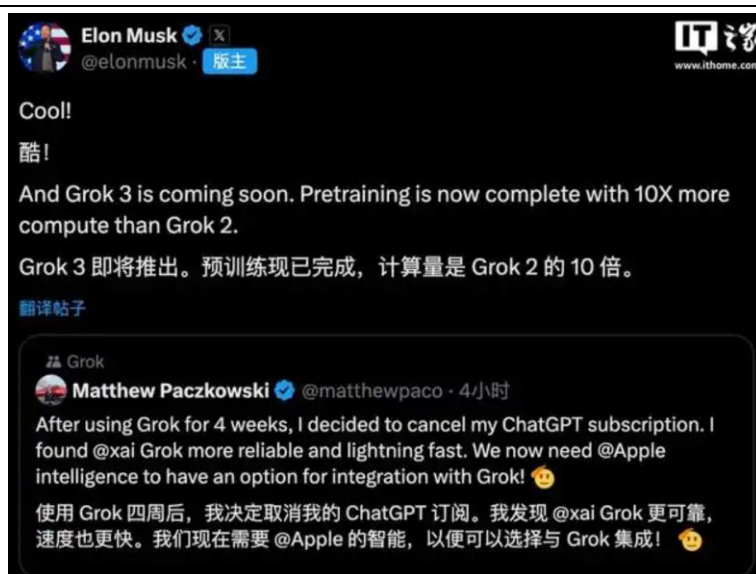 Elon Musk X
@elonmusk · 版主
IT之家
www.ithome.com
Cool!
酷！
And Grok 3 is coming soon. Pretraining is now complete with 10X more
compute than Grok 2.
Grok 3 即将推出。预训练现已完成，计算量是 Grok 2 的 10 倍。
翻译帖子
Grok
Matthew Paczkowski @matthewpaco · 4小时
After using Grok for 4 weeks, I decided to cancel my ChatGPT subscription. I
found @xai Grok more reliable and lightning fast. We now need @Apple
intelligence to have an option for integration with Grok! 🫡
使用 Grok 四周后，我决定取消我的 ChatGPT 订阅。我发现 @xai Grok 更可靠，
速度也更快。我们现在需要 @Apple 的智能，以便可以选择与 Grok 集成！ 🫡